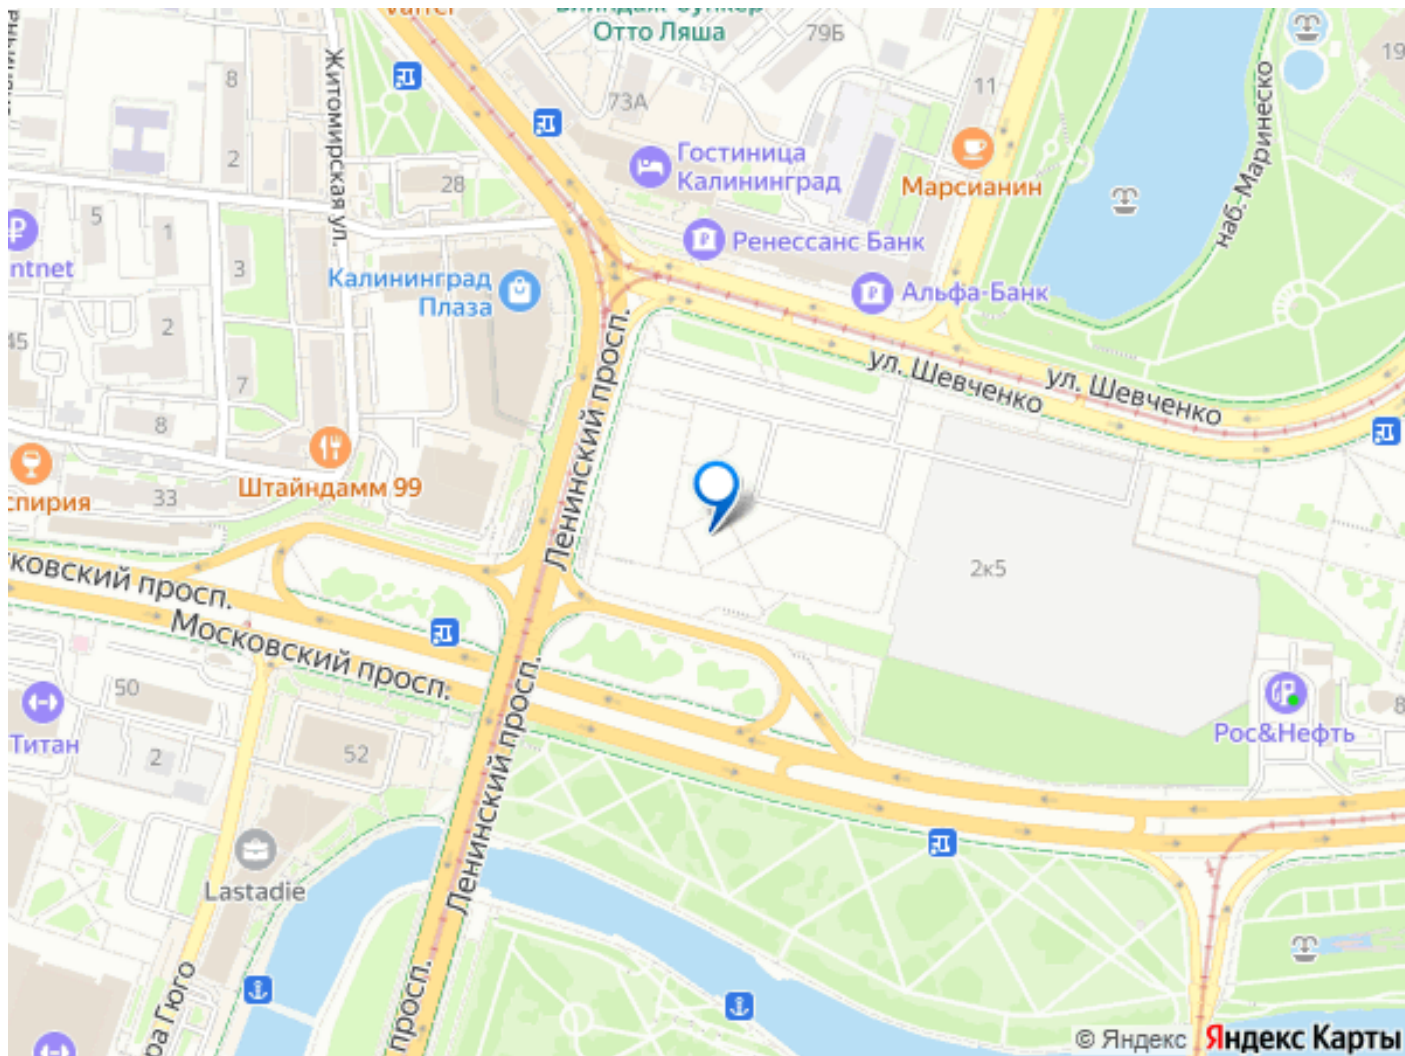 Отто Ляша
79Б
19
8
Житомирская ул.
73А
11
наб. Маринеско
2
28
Гостиница
Калининград
Марсианин
5
1
Ренессанс Банк
ntnet
3
Калининград
Плаза
Альфа-Банк
2
45
7
Ленинский просп.
ул. Шевченко
ул. Шевченко
8
Штайндамм 99
спирия
33
2к5
ковский просп.
Московский просп.
50
Титан
2
52
Ленинский просп.
Рос&Нефть
8
Lastadie
ра Гюго
просп.
© Яндекс
Яндекс Карты